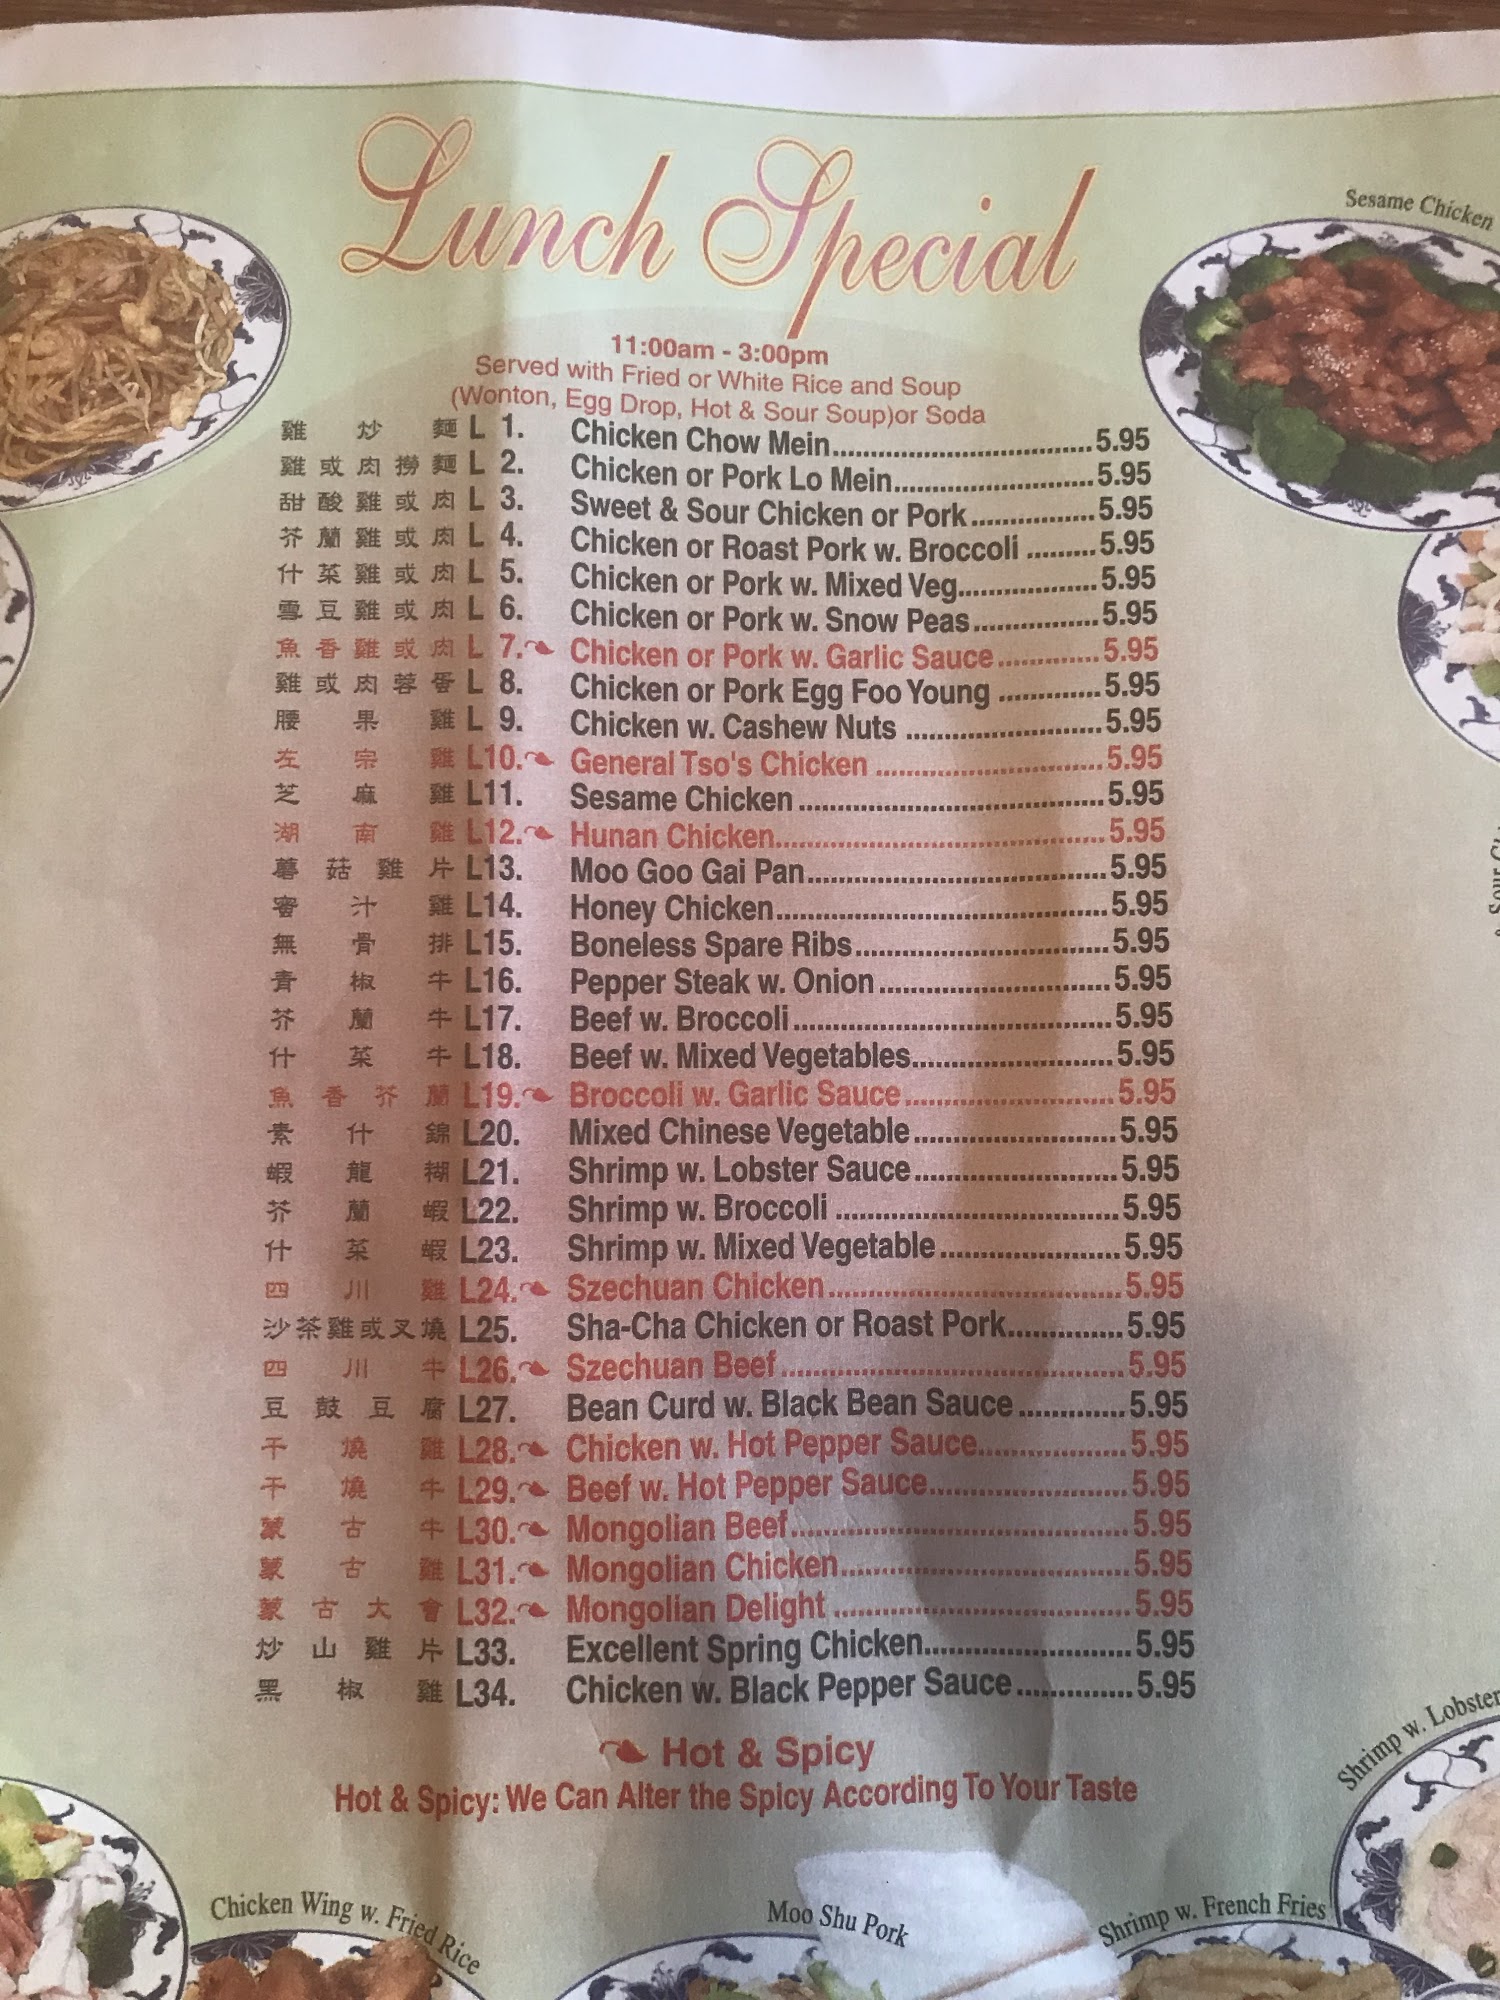 Lunch Special
Sesame Chicken
11:00am - 3:00pm
Served with Fried or White Rice and Soup
(Wonton, Egg Drop, Hot & Sour Soup)or Soda
雞炒麵 L 1. Chicken Chow Mein 5.95
雞或肉撈麵 L 2. Chicken or Pork Lo Mein 5.95
甜酸雞或肉 L 3. Sweet & Sour Chicken or Pork 5.95
芥蘭雞或肉 L 4. Chicken or Roast Pork w. Broccoli 5.95
什菜雞或肉 L 5. Chicken or Pork w. Mixed Veg. 5.95
雪豆雞或肉 L 6. Chicken or Pork w. Snow Peas 5.95
魚香雞或肉 L 7. Chicken or Pork w. Garlic Sauce 5.95
雞或肉蓉蛋 L 8. Chicken or Pork Egg Foo Young 5.95
腰果雞 L 9. Chicken w. Cashew Nuts 5.95
左宗雞 L10. General Tso's Chicken 5.95
芝麻雞 L11. Sesame Chicken 5.95
湖南雞 L12. Hunan Chicken 5.95
蘑菇雞片 L13. Moo Goo Gai Pan 5.95
蜜汁雞 L14. Honey Chicken 5.95
無骨排 L15. Boneless Spare Ribs 5.95
青椒牛 L16. Pepper Steak w. Onion 5.95
芥蘭牛 L17. Beef w. Broccoli 5.95
什菜牛 L18. Beef w. Mixed Vegetables 5.95
魚香芥蘭 L19. Broccoli w. Garlic Sauce 5.95
素什錦 L20. Mixed Chinese Vegetable 5.95
蝦龍糊 L21. Shrimp w. Lobster Sauce 5.95
芥蘭蝦 L22. Shrimp w. Broccoli 5.95
什菜蝦 L23. Shrimp w. Mixed Vegetable 5.95
四川雞 L24. Szechuan Chicken 5.95
沙茶雞或叉燒 L25. Sha-Cha Chicken or Roast Pork 5.95
四川牛 L26. Szechuan Beef 5.95
豆鼓豆腐 L27. Bean Curd w. Black Bean Sauce 5.95
干燒雞 L28. Chicken w. Hot Pepper Sauce 5.95
干燒牛 L29. Beef w. Hot Pepper Sauce 5.95
蒙古牛 L30. Mongolian Beef 5.95
蒙古雞 L31. Mongolian Chicken 5.95
蒙古大會 L32. Mongolian Delight 5.95
炒山雞片 L33. Excellent Spring Chicken 5.95
黑椒雞 L34. Chicken w. Black Pepper Sauce 5.95
Hot & Spicy
Hot & Spicy: We Can Alter the Spicy According To Your Taste
Shrimp w. Lobster
Chicken Wing w. Fried Rice
Moo Shu Pork
Shrimp w. French Fries